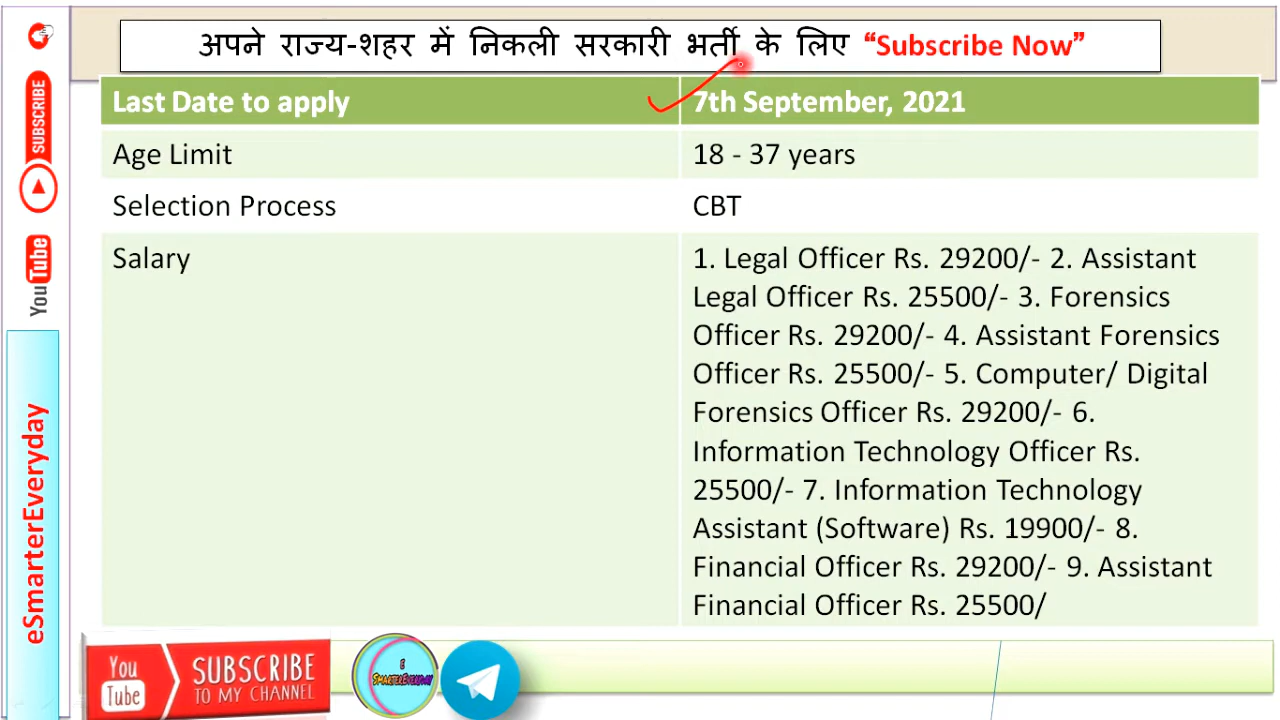 अपने राज्य-शहर में निकली सरकारी भर्ती के लिए “Subscribe Now”
Last Date to apply 7th September, 2021
Age Limit 18 - 37 years
Selection Process CBT
Salary 1. Legal Officer Rs. 29200/- 2. Assistant
Legal Officer Rs. 25500/- 3. Forensics
Officer Rs. 29200/- 4. Assistant Forensics
Officer Rs. 25500/- 5. Computer/ Digital
Forensics Officer Rs. 29200/- 6.
Information Technology Officer Rs.
25500/- 7. Information Technology
Assistant (Software) Rs. 19900/- 8.
Financial Officer Rs. 29200/- 9. Assistant
Financial Officer Rs. 25500/
SUBSCRIBE
YouTube
eSmarterEveryday
You
Tube
SUBSCRIBE
TO MY CHANNEL
E
SMARTEREVERYDAY